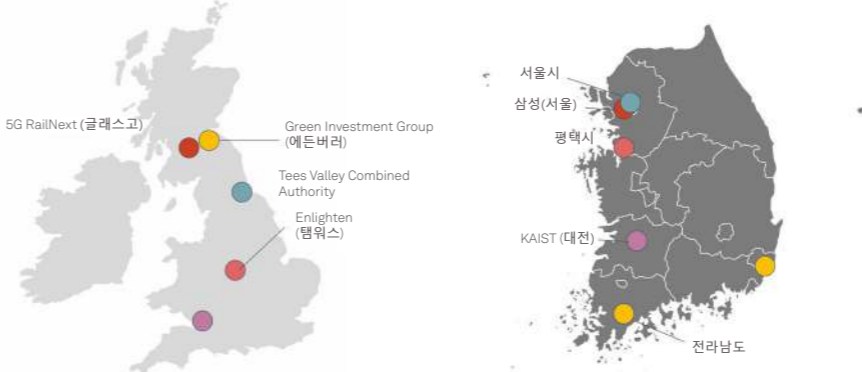 5G RailNext (글래스고)
Green Investment Group
(에든버러)
Tees Valley Combined
Authority
Enlighten
(탬워스)
서울시
삼성(서울)
평택시
KAIST (대전)
전라남도